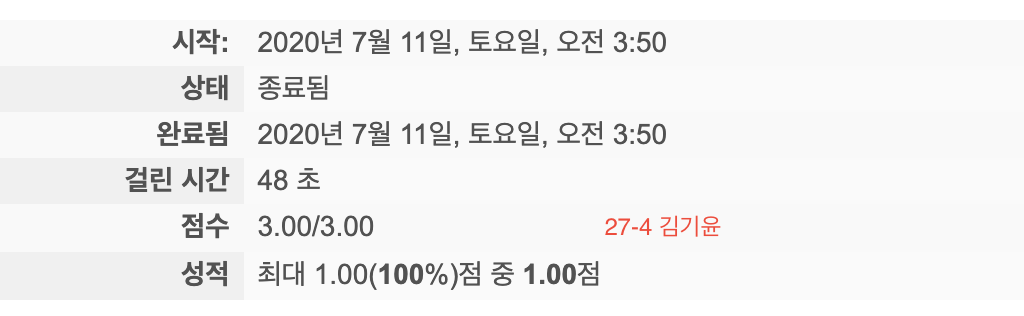 시작: 2020년 7월 11일, 토요일, 오전 3:50
상태 종료됨
완료됨 2020년 7월 11일, 토요일, 오전 3:50
걸린 시간 48 초
점수 3.00/3.00 27-4 김기윤
성적 최대 1.00(100%)점 중 1.00점